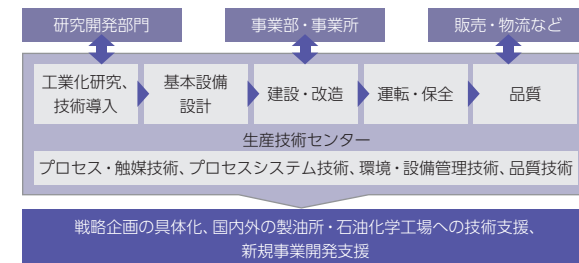 研究開発部門
事業部・事業所
販売・物流など
工業化研究、
技術導入
基本設備
設計
建設・改造
運転・保全
品質
生産技術センター
プロセス・触媒技術、プロセスシステム技術、環境・設備管理技術、品質技術
戦略企画の具体化、国内外の製油所・石油化学工場への技術支援、
新規事業開発支援